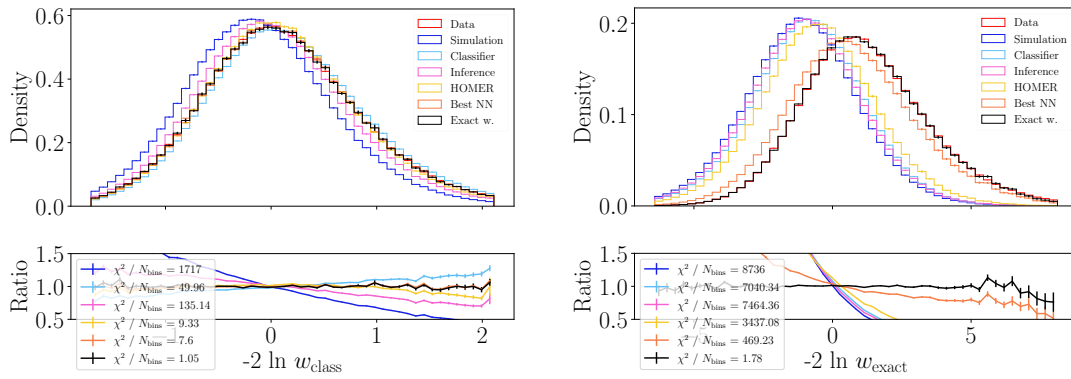 0.6
0.4
0.2
0.0
Density
Data
Simulation
Classifier
Inference
HOMER
Best NN
Exact w.
1.5
1.0
0.5
Ratio
χ² / N_bins = 1717
χ² / N_bins = 49.96
χ² / N_bins = 135.14
χ² / N_bins = 9.33
χ² / N_bins = 7.6
χ² / N_bins = 1.05
0 1 2
-2 ln w_class
0.2
0.1
0.0
Density
Data
Simulation
Classifier
Inference
HOMER
Best NN
Exact w.
1.5
1.0
0.5
Ratio
χ² / N_bins = 8736
χ² / N_bins = 7040.34
χ² / N_bins = 7464.36
χ² / N_bins = 3437.08
χ² / N_bins = 469.23
χ² / N_bins = 1.78
0 5
-2 ln w_exact